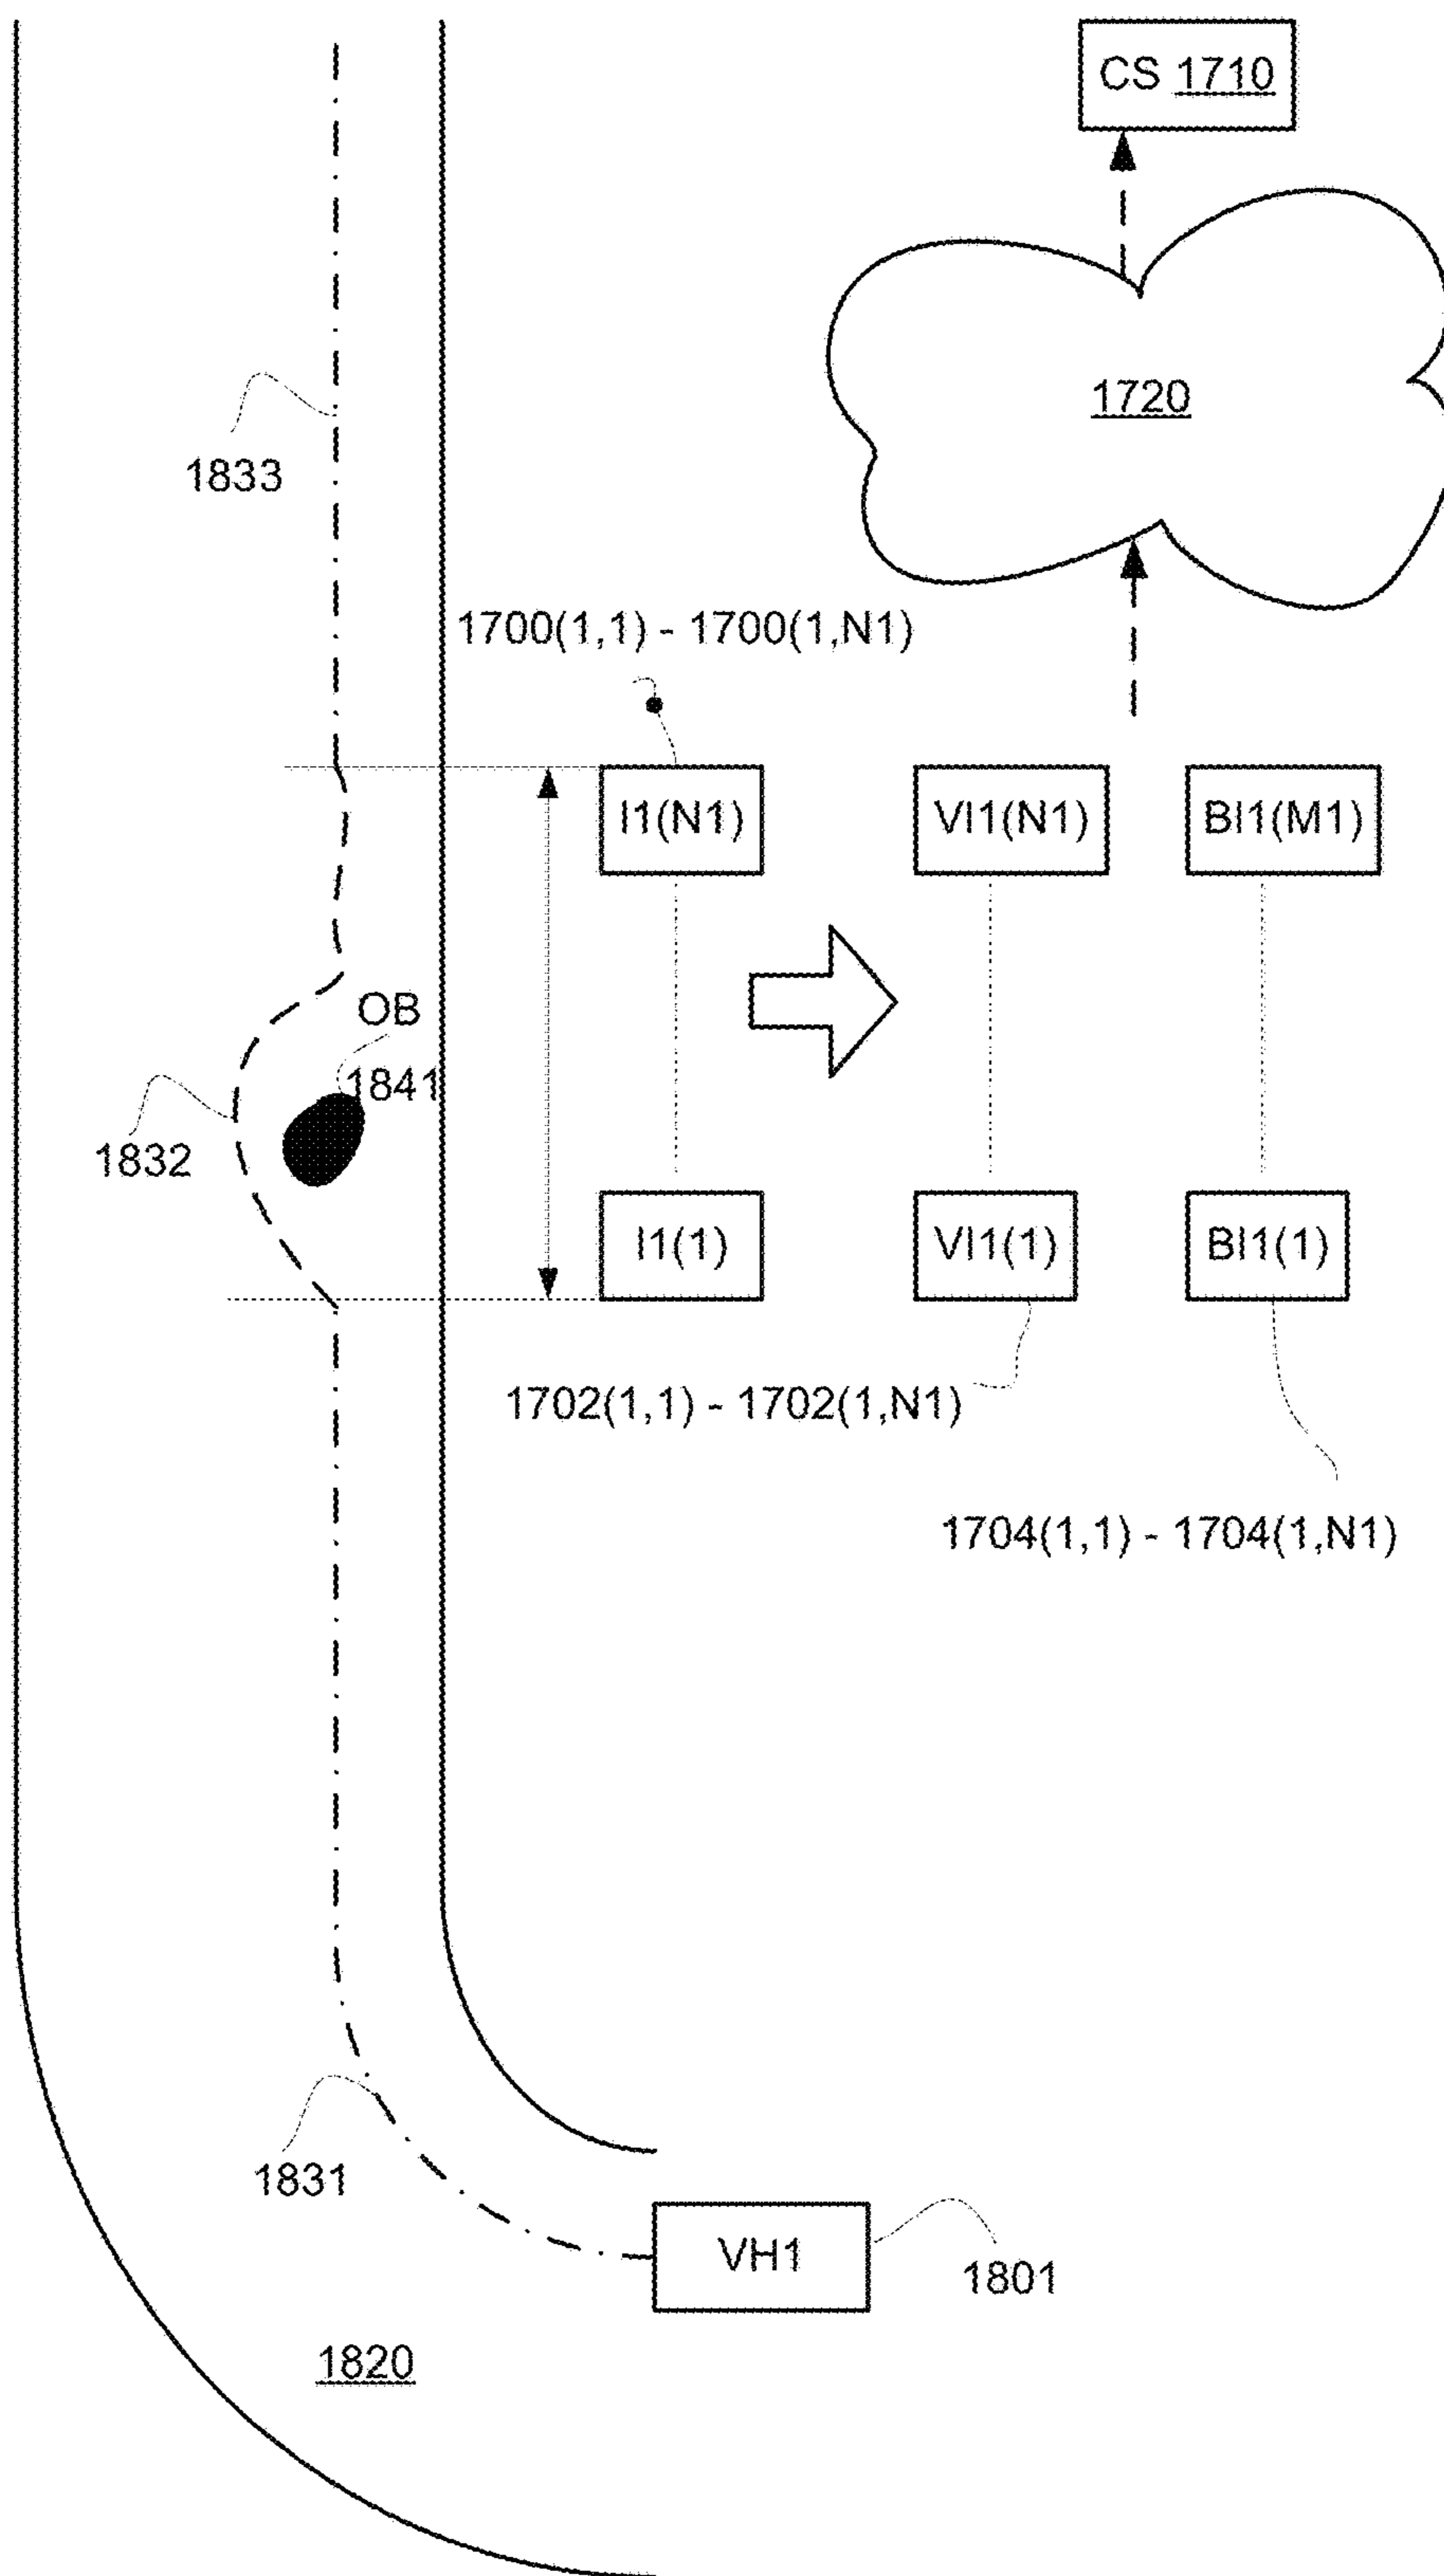 CS 1710
1720
1833
1700(1,1) - 1700(1,N1)
I1(N1)
VI1(N1)
BI1(M1)
OB
1841
1832
I1(1)
VI1(1)
BI1(1)
1702(1,1) - 1702(1,N1)
1704(1,1) - 1704(1,N1)
1831
VH1
1801
1820